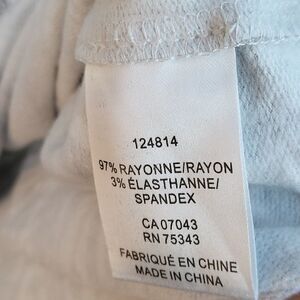 124814
97% RAYONNE/RAYON
3% ÉLASTHANNE/
SPANDEX
CA 07043
RN 75343
FABRIQUÉ EN CHINE
MADE IN CHINA